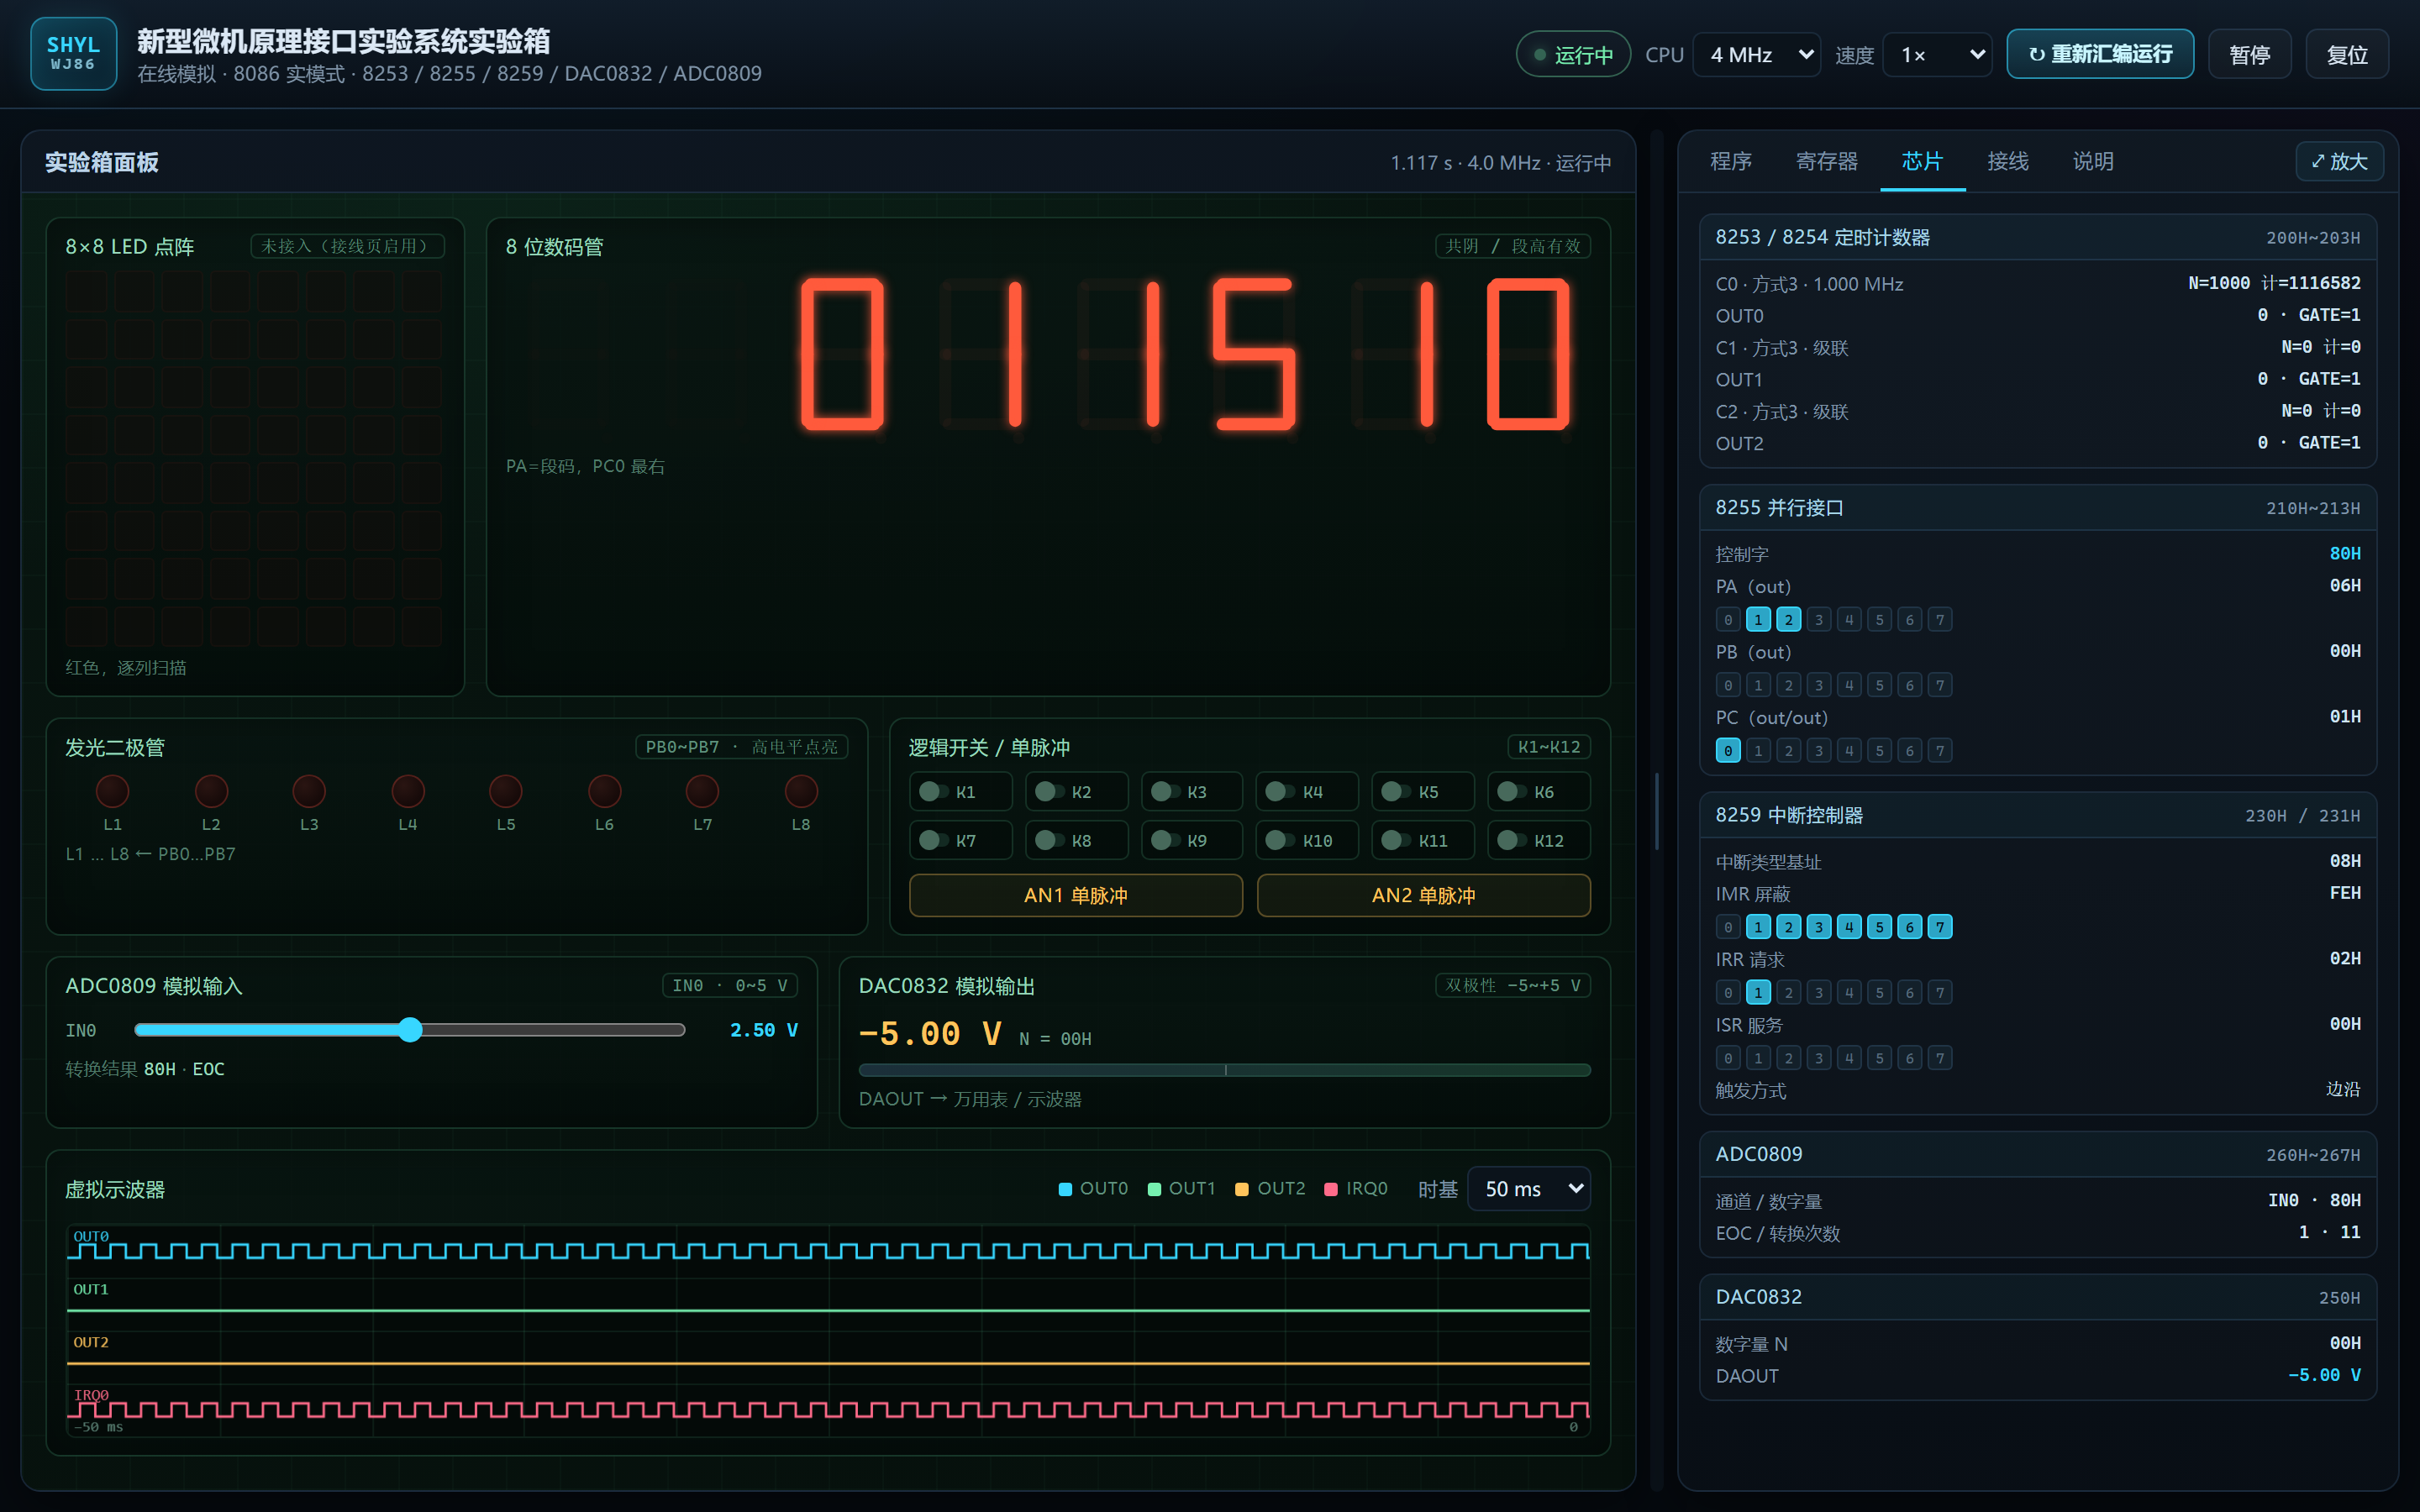 SHYL
WJ86
新型微机原理接口实验系统实验箱
在线模拟 · 8086 实模式 · 8253 / 8255 / 8259 / DAC0832 / ADC0809
运行中
CPU
4 MHz
速度
1×
↻ 重新汇编运行
暂停
复位
实验箱面板
1.117 s · 4.0 MHz · 运行中
8×8 LED 点阵
未接入（接线页启用）
红色，逐列扫描
8 位数码管
共阴 / 段高有效
011510
PA=段码，PC0 最右
发光二极管
PB0~PB7 · 高电平点亮
L1 L2 L3 L4 L5 L6 L7 L8
L1 … L8 ← PB0…PB7
逻辑开关 / 单脉冲
K1~K12
K1 K2 K3 K4 K5 K6
K7 K8 K9 K10 K11 K12
AN1 单脉冲
AN2 单脉冲
ADC0809 模拟输入
IN0 · 0~5 V
IN0
2.50 V
转换结果 80H · EOC
DAC0832 模拟输出
双极性 −5~+5 V
−5.00 V N = 00H
DAOUT → 万用表 / 示波器
虚拟示波器
OUT0 OUT1 OUT2 IRQ0
时基
50 ms
OUT0
OUT1
OUT2
IRQ0
−50 ms
0
程序
寄存器
芯片
接线
说明
⤢ 放大
8253 / 8254 定时计数器
200H~203H
C0 · 方式3 · 1.000 MHz
N=1000 计=1116582
OUT0
0 · GATE=1
C1 · 方式3 · 级联
N=0 计=0
OUT1
0 · GATE=1
C2 · 方式3 · 级联
N=0 计=0
OUT2
0 · GATE=1
8255 并行接口
210H~213H
控制字
80H
PA（out）
06H
0 1 2 3 4 5 6 7
PB（out）
00H
0 1 2 3 4 5 6 7
PC（out/out）
01H
0 1 2 3 4 5 6 7
8259 中断控制器
230H / 231H
中断类型基址
08H
IMR 屏蔽
FEH
0 1 2 3 4 5 6 7
IRR 请求
02H
0 1 2 3 4 5 6 7
ISR 服务
00H
0 1 2 3 4 5 6 7
触发方式
边沿
ADC0809
260H~267H
通道 / 数字量
IN0 · 80H
EOC / 转换次数
1 · 11
DAC0832
250H
数字量 N
00H
DAOUT
−5.00 V